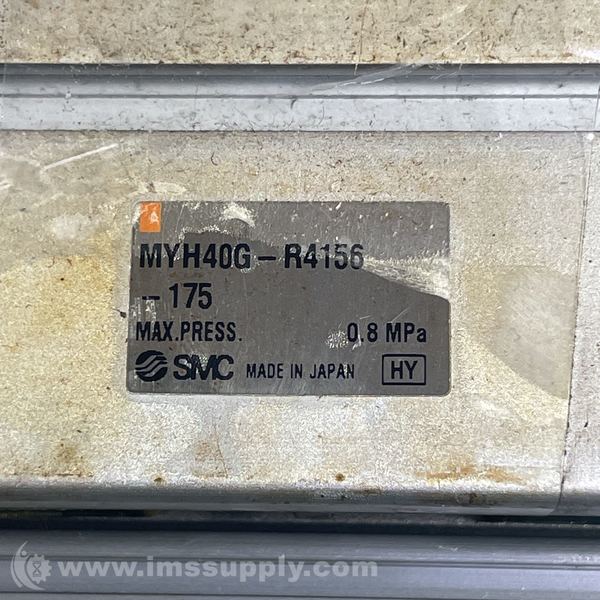 MYH40G-R4156
-175
MAX.PRESS. 0.8 MPa
SMC MADE IN JAPAN HY
www.imssupply.com